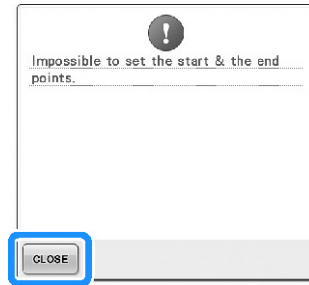 Impossible to set the start & the end
points.
CLOSE